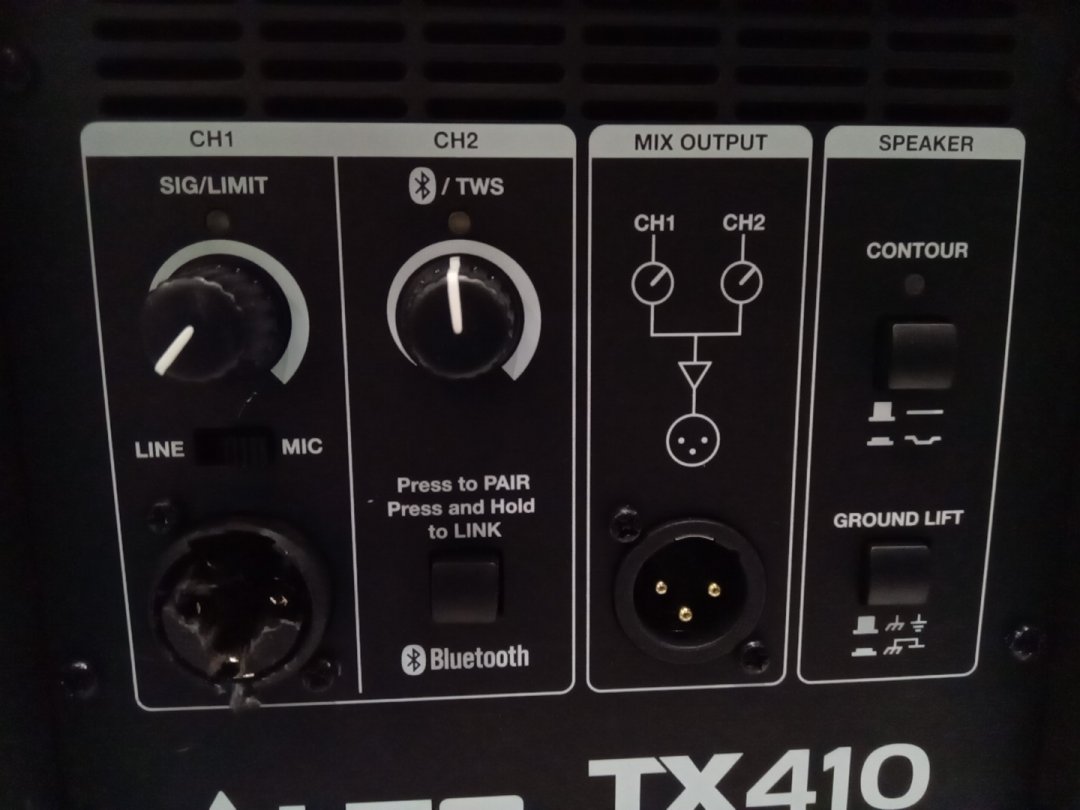 CH1
SIG/LIMIT
LINE
MIC
CH2
/ TWS
Press to PAIR
Press and Hold
to LINK
Bluetooth
MIX OUTPUT
CH1 CH2
SPEAKER
CONTOUR
GROUND LIFT
TX410